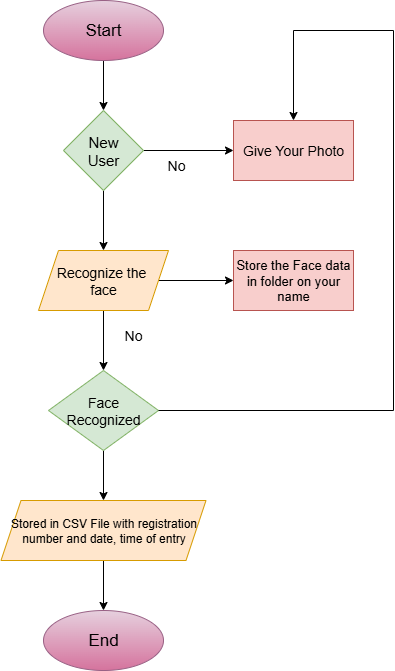 Start
New
User
No
Give Your Photo
Recognize the
face
Store the Face data
in folder on your
name
No
Face
Recognized
Stored in CSV File with registration
number and date, time of entry
End